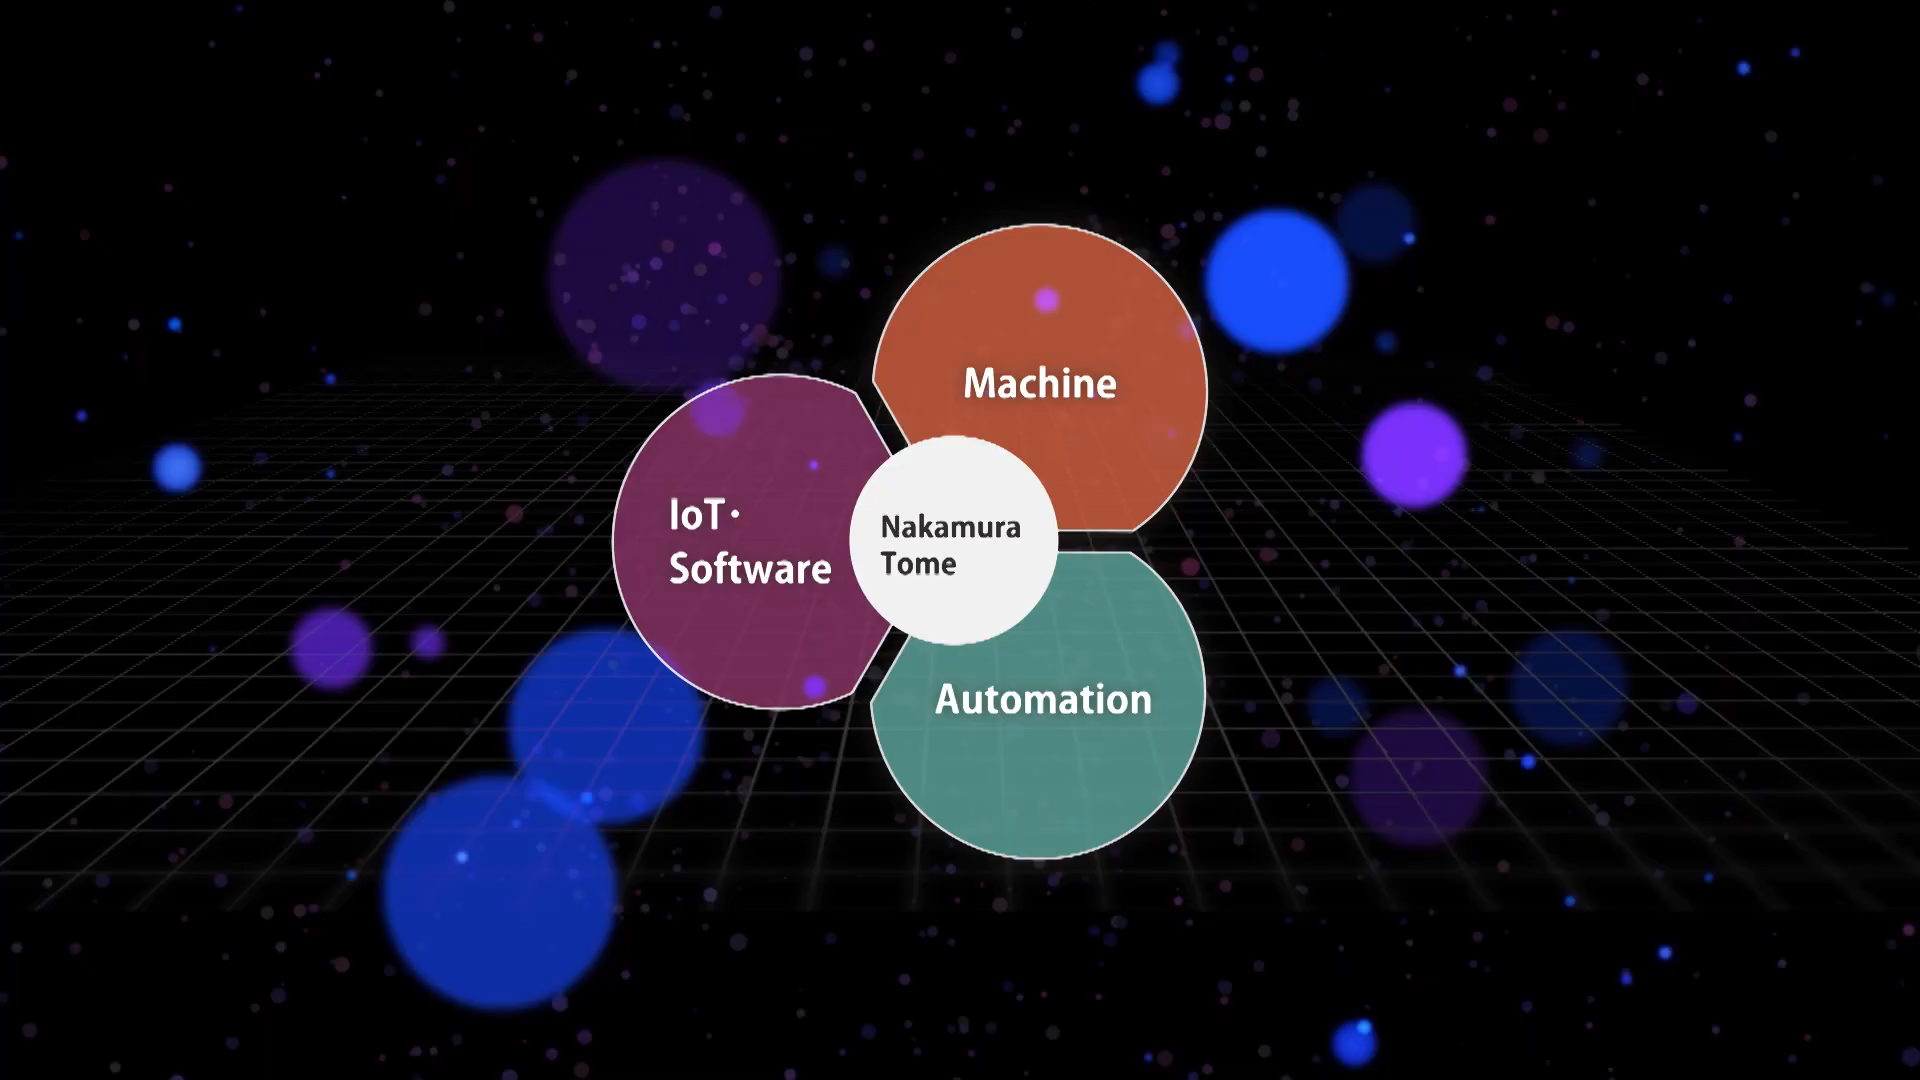 Machine
IoT・
Software
Nakamura
Tome
Automation